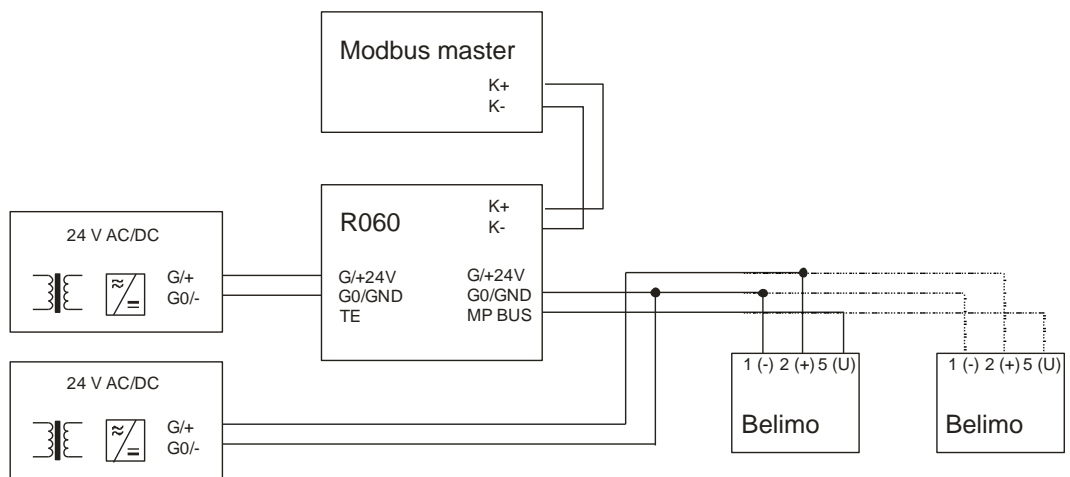 Modbus master
K+
K-
R060
K+
K-
G/+24V
G0/GND
TE
G/+24V
G0/GND
MP BUS
24 V AC/DC
≈
=
G/+
G0/-
24 V AC/DC
≈
=
G/+
G0/-
1 (-) 2 (+) 5 (U)
Belimo
1 (-) 2 (+) 5 (U)
Belimo